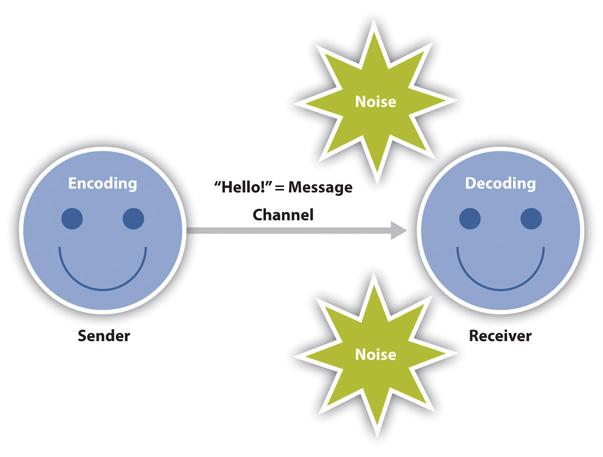 Noise
Encoding
“Hello!” = Message
Channel
Decoding
Sender
Noise
Receiver